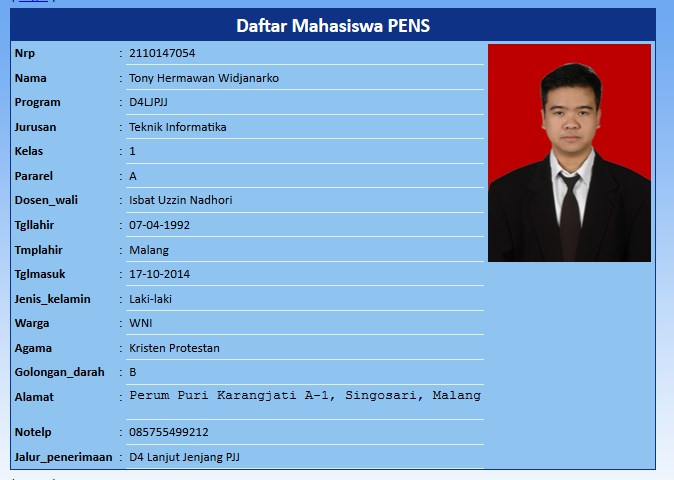 Daftar Mahasiswa PENS
Nrp : 2110147054
Nama : Tony Hermawan Widjanarko
Program : D4LJPJJ
Jurusan : Teknik Informatika
Kelas : 1
Pararel : A
Dosen_wali : Isbat Uzzin Nadhori
Tgllahir : 07-04-1992
Tmplahir : Malang
Tglmasuk : 17-10-2014
Jenis_kelamin : Laki-laki
Warga : WNI
Agama : Kristen Protestan
Golongan_darah : B
Alamat : Perum Puri Karangjati A-1, Singosari, Malang
Notelp : 085755499212
Jalur_penerimaan : D4 Lanjut Jenjang PJJ